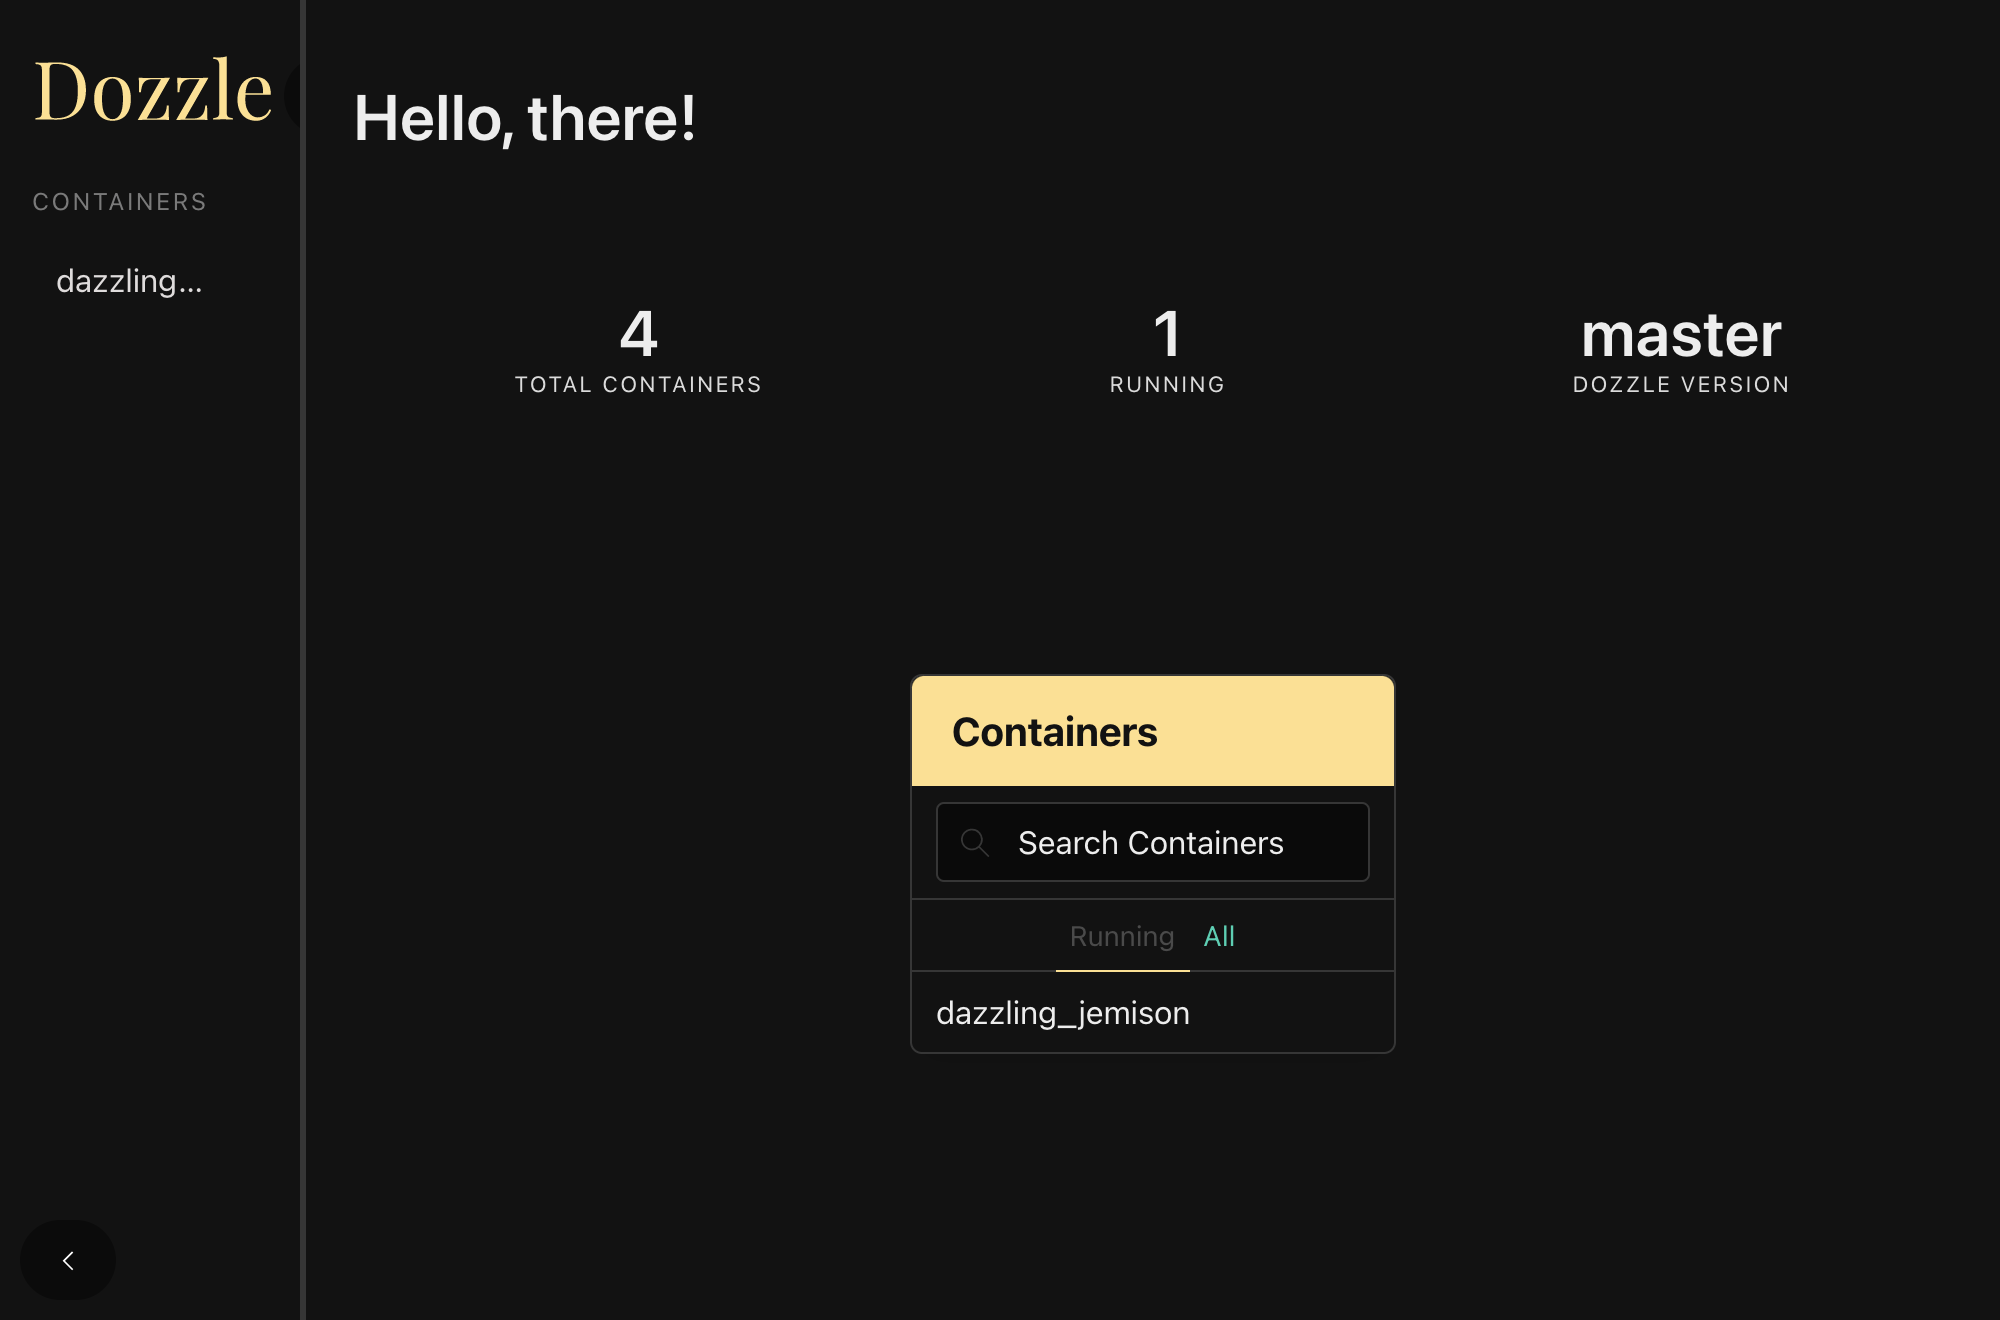 Dozzle
CONTAINERS
dazzling...
Hello, there!
4
TOTAL CONTAINERS
1
RUNNING
master
DOZZLE VERSION
Containers
Search Containers
Running All
dazzling_jemison